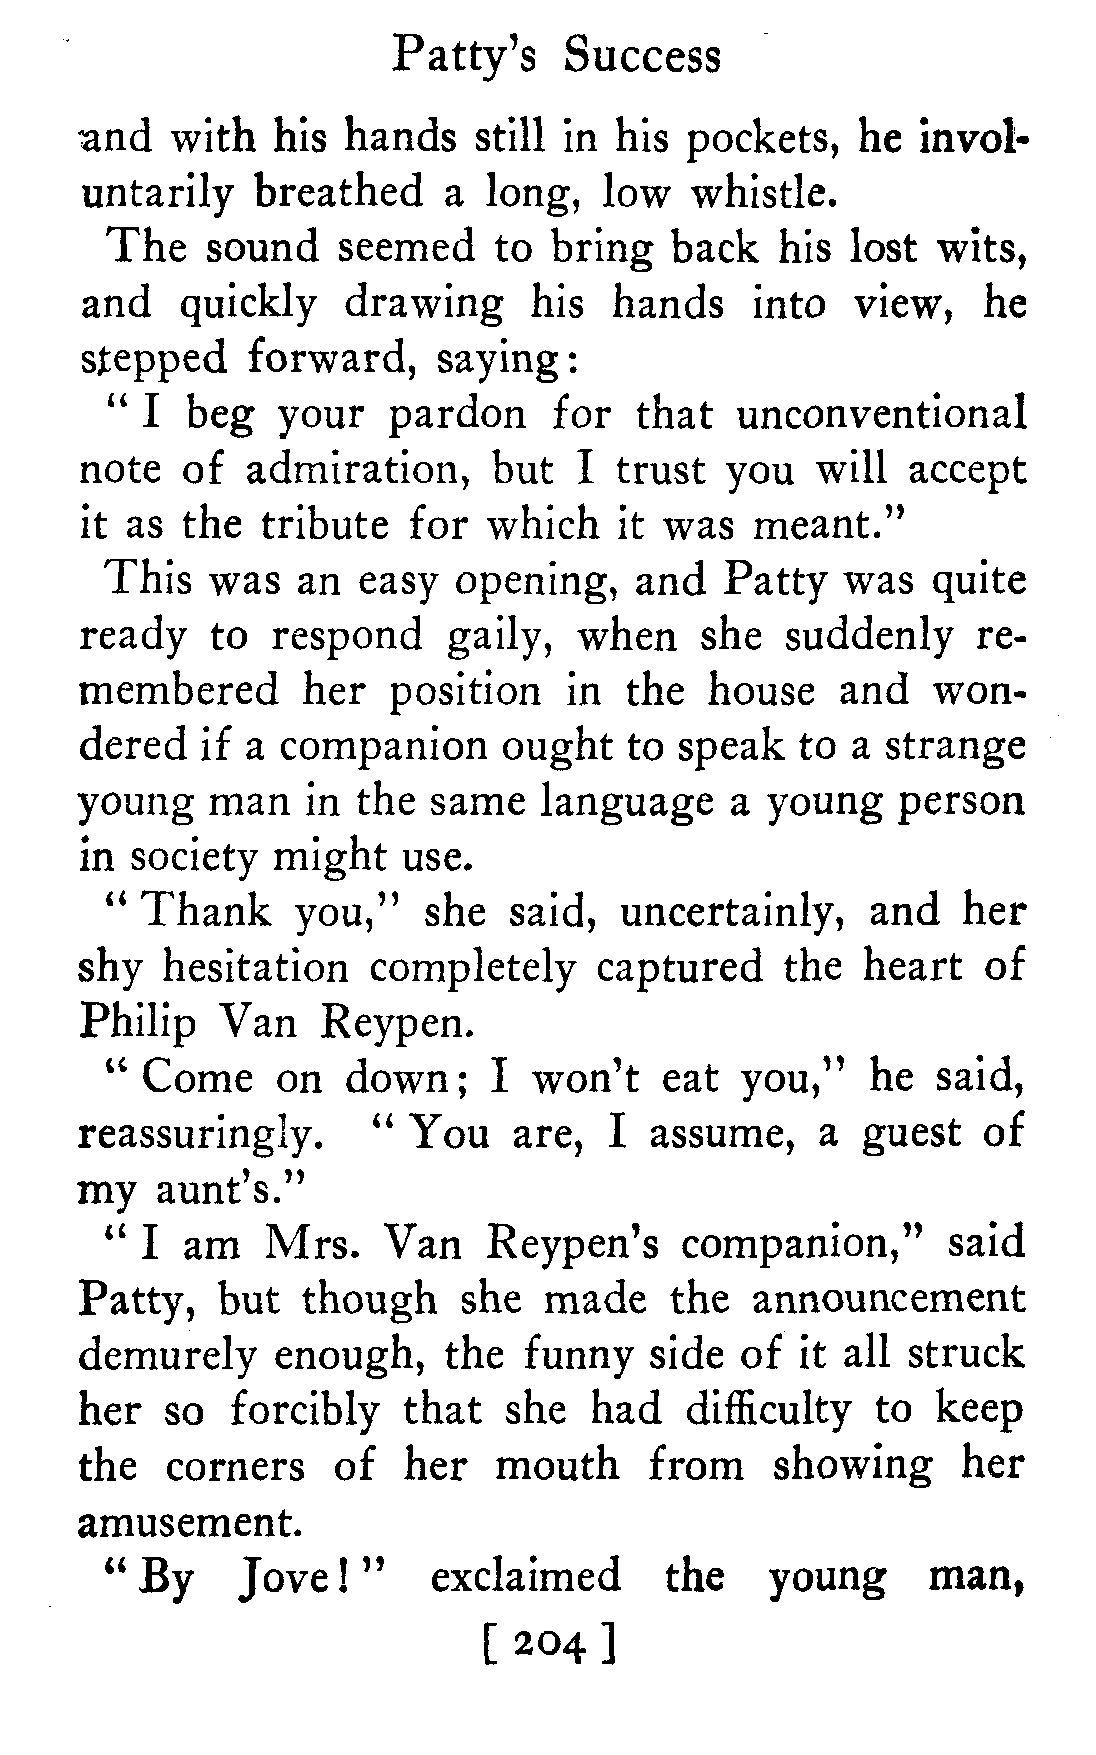 Patty's Success
and with his hands still in his pockets, he invol-
untarily breathed a long, low whistle.
The sound seemed to bring back his lost wits,
and quickly drawing his hands into view, he
stepped forward, saying:
" I beg your pardon for that unconventional
note of admiration, but I trust you will accept
it as the tribute for which it was meant."
This was an easy opening, and Patty was quite
ready to respond gaily, when she suddenly re-
membered her position in the house and won-
dered if a companion ought to speak to a strange
young man in the same language a young person
in society might use.
" Thank you," she said, uncertainly, and her
shy hesitation completely captured the heart of
Philip Van Reypen.
" Come on down; I won't eat you," he said,
reassuringly. " You are, I assume, a guest of
my aunt's."
" I am Mrs. Van Reypen's companion," said
Patty, but though she made the announcement
demurely enough, the funny side of it all struck
her so forcibly that she had difficulty to keep
the corners of her mouth from showing her
amusement.
" By Jove! " exclaimed the young man,
[ 204 ]